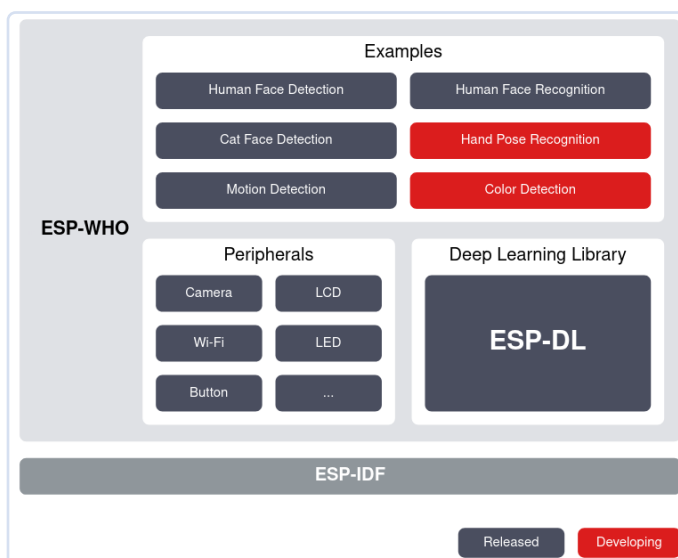 Examples
Human Face Detection
Human Face Recognition
Cat Face Detection
Hand Pose Recognition
Motion Detection
Color Detection
ESP-WHO
Peripherals
Camera
LCD
Wi-Fi
LED
Button
...
Deep Learning Library
ESP-DL
ESP-IDF
Released
Developing